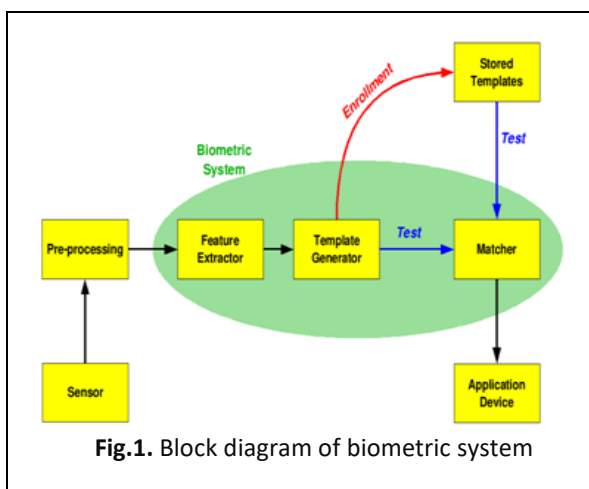 Stored
Templates
Enrollment
Test
Biometric
System
Pre-processing
Feature
Extractor
Template
Generator
Test
Matcher
Sensor
Application
Device
Fig.1. Block diagram of biometric system